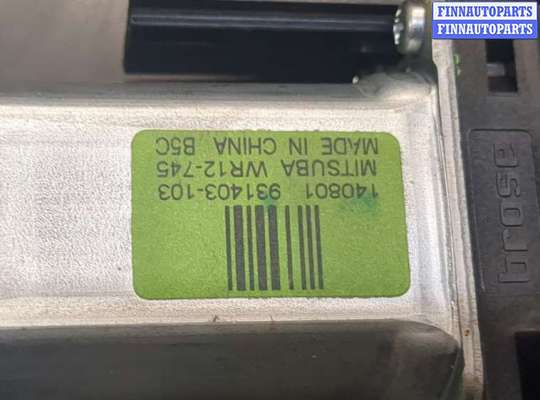 FINNAUTOPARTS
FINNAUTOPARTS
140801 931403-103
MITSUBA WR12-745
MADE IN CHINA B5C
brose